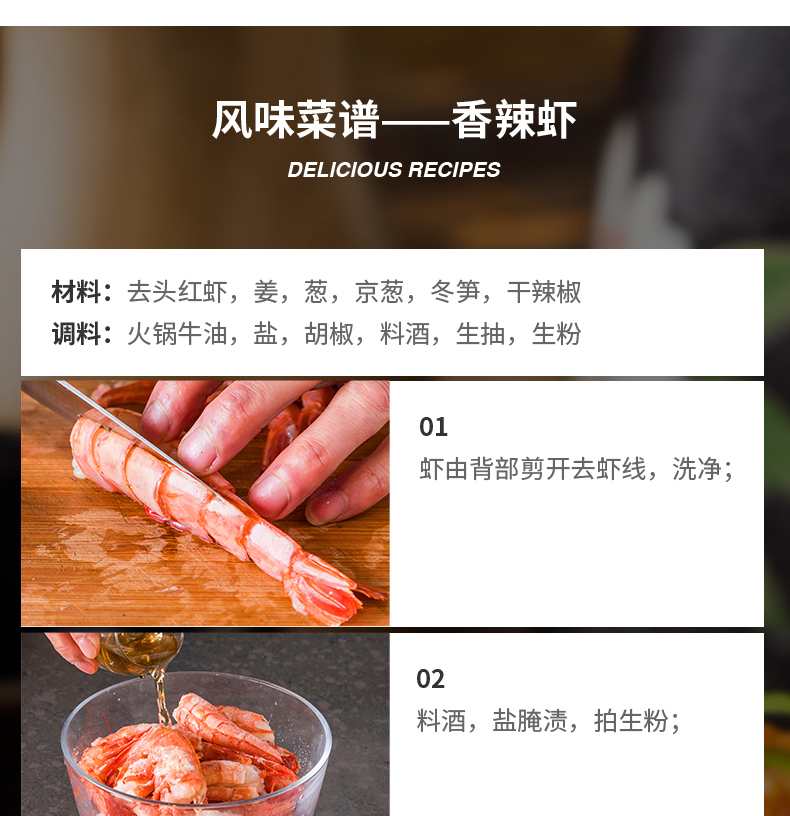 风味菜谱——香辣虾
DELICIOUS RECIPES
材料：去头红虾，姜，葱，京葱，冬笋，干辣椒
调料：火锅牛油，盐，胡椒，料酒，生抽，生粉
01
虾由背部剪开去虾线，洗净；
02
料酒，盐腌渍，拍生粉；